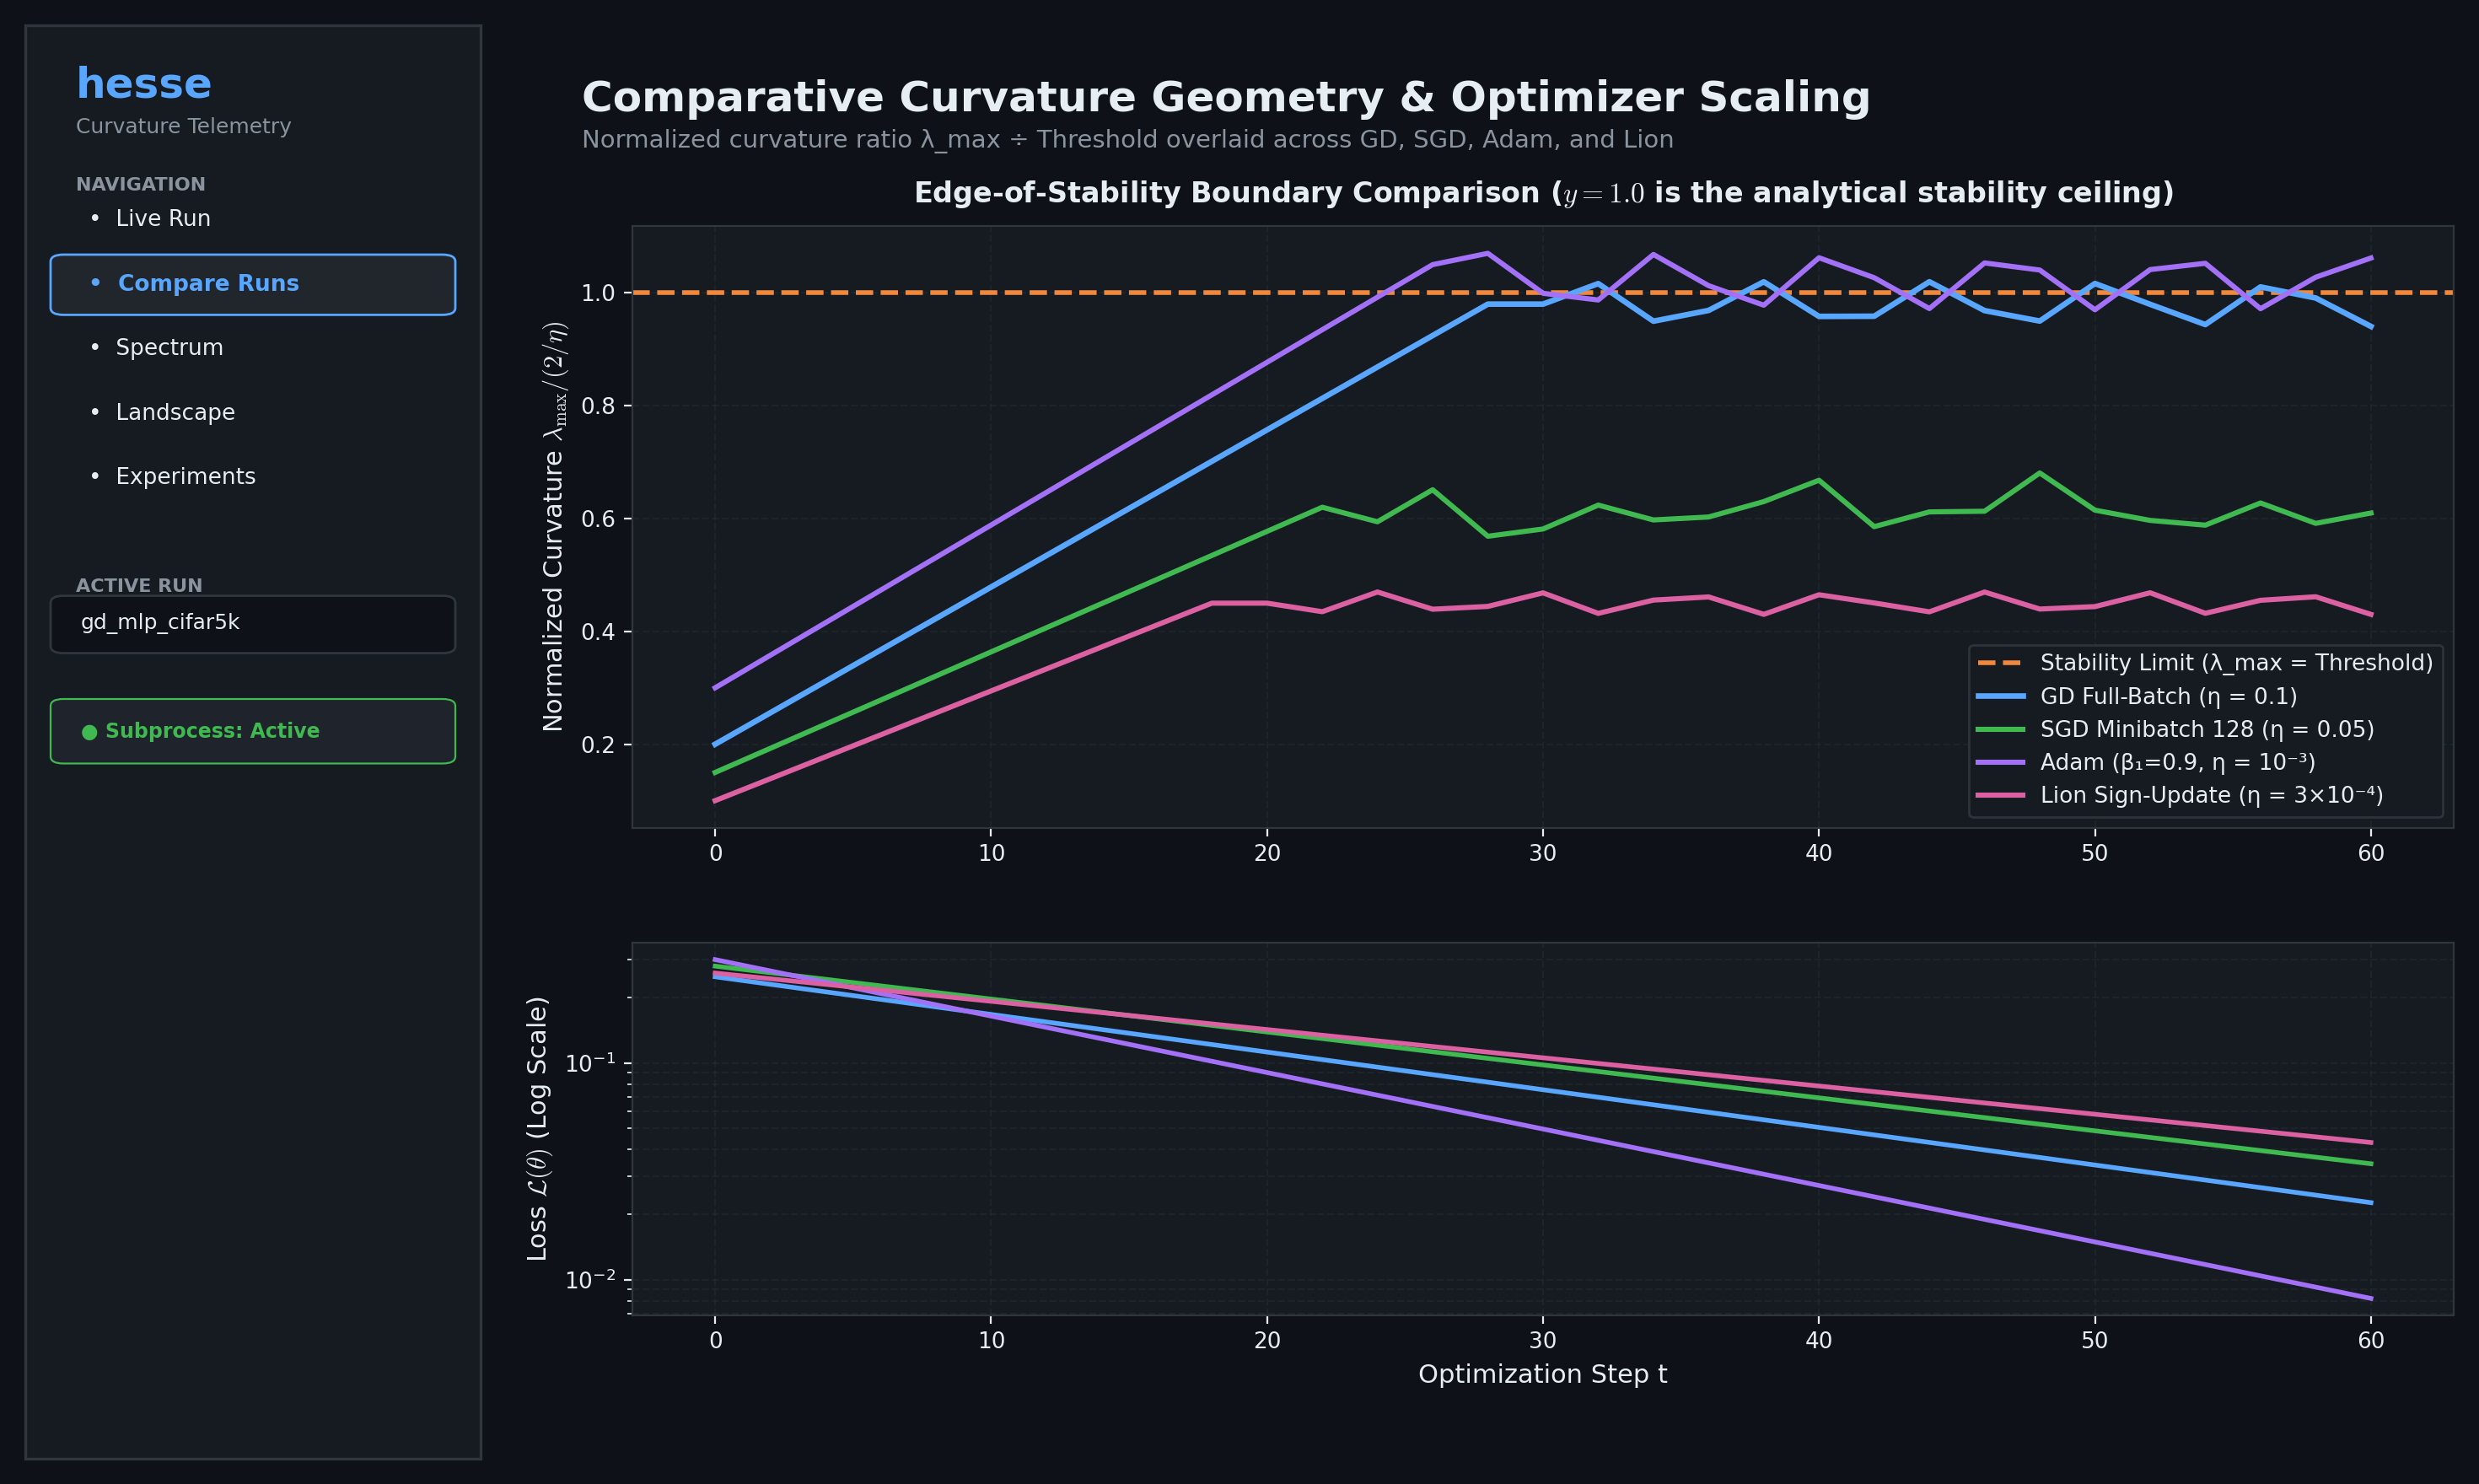 hesse
Curvature Telemetry
NAVIGATION
• Live Run
• Compare Runs
• Spectrum
• Landscape
• Experiments
ACTIVE RUN
gd_mlp_cifar5k
● Subprocess: Active
Comparative Curvature Geometry & Optimizer Scaling
Normalized curvature ratio λ_max ÷ Threshold overlaid across GD, SGD, Adam, and Lion
Edge-of-Stability Boundary Comparison (y = 1.0 is the analytical stability ceiling)
Normalized Curvature λmax/(2/η)
1.0
0.8
0.6
0.4
0.2
Stability Limit (λ_max = Threshold)
GD Full-Batch (η = 0.1)
SGD Minibatch 128 (η = 0.05)
Adam (β₁=0.9, η = 10⁻³)
Lion Sign-Update (η = 3×10⁻⁴)
0 10 20 30 40 50 60
Loss ℒ(θ) (Log Scale)
10⁻¹
10⁻²
0 10 20 30 40 50 60
Optimization Step t